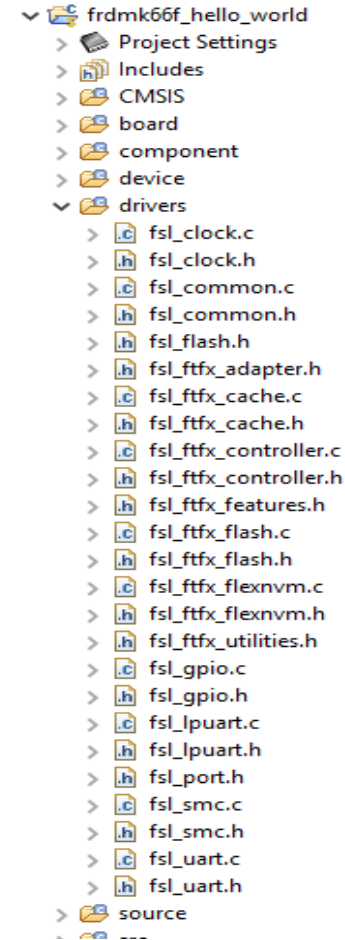 frdmk66f_hello_world
Project Settings
Includes
CMSIS
board
component
device
drivers
fsl_clock.c
fsl_clock.h
fsl_common.c
fsl_common.h
fsl_flash.h
fsl_ftfx_adapter.h
fsl_ftfx_cache.c
fsl_ftfx_cache.h
fsl_ftfx_controller.c
fsl_ftfx_controller.h
fsl_ftfx_features.h
fsl_ftfx_flash.c
fsl_ftfx_flash.h
fsl_ftfx_flexnvm.c
fsl_ftfx_flexnvm.h
fsl_ftfx_utilities.h
fsl_gpio.c
fsl_gpio.h
fsl_lpuart.c
fsl_lpuart.h
fsl_port.h
fsl_smc.c
fsl_smc.h
fsl_uart.c
fsl_uart.h
source